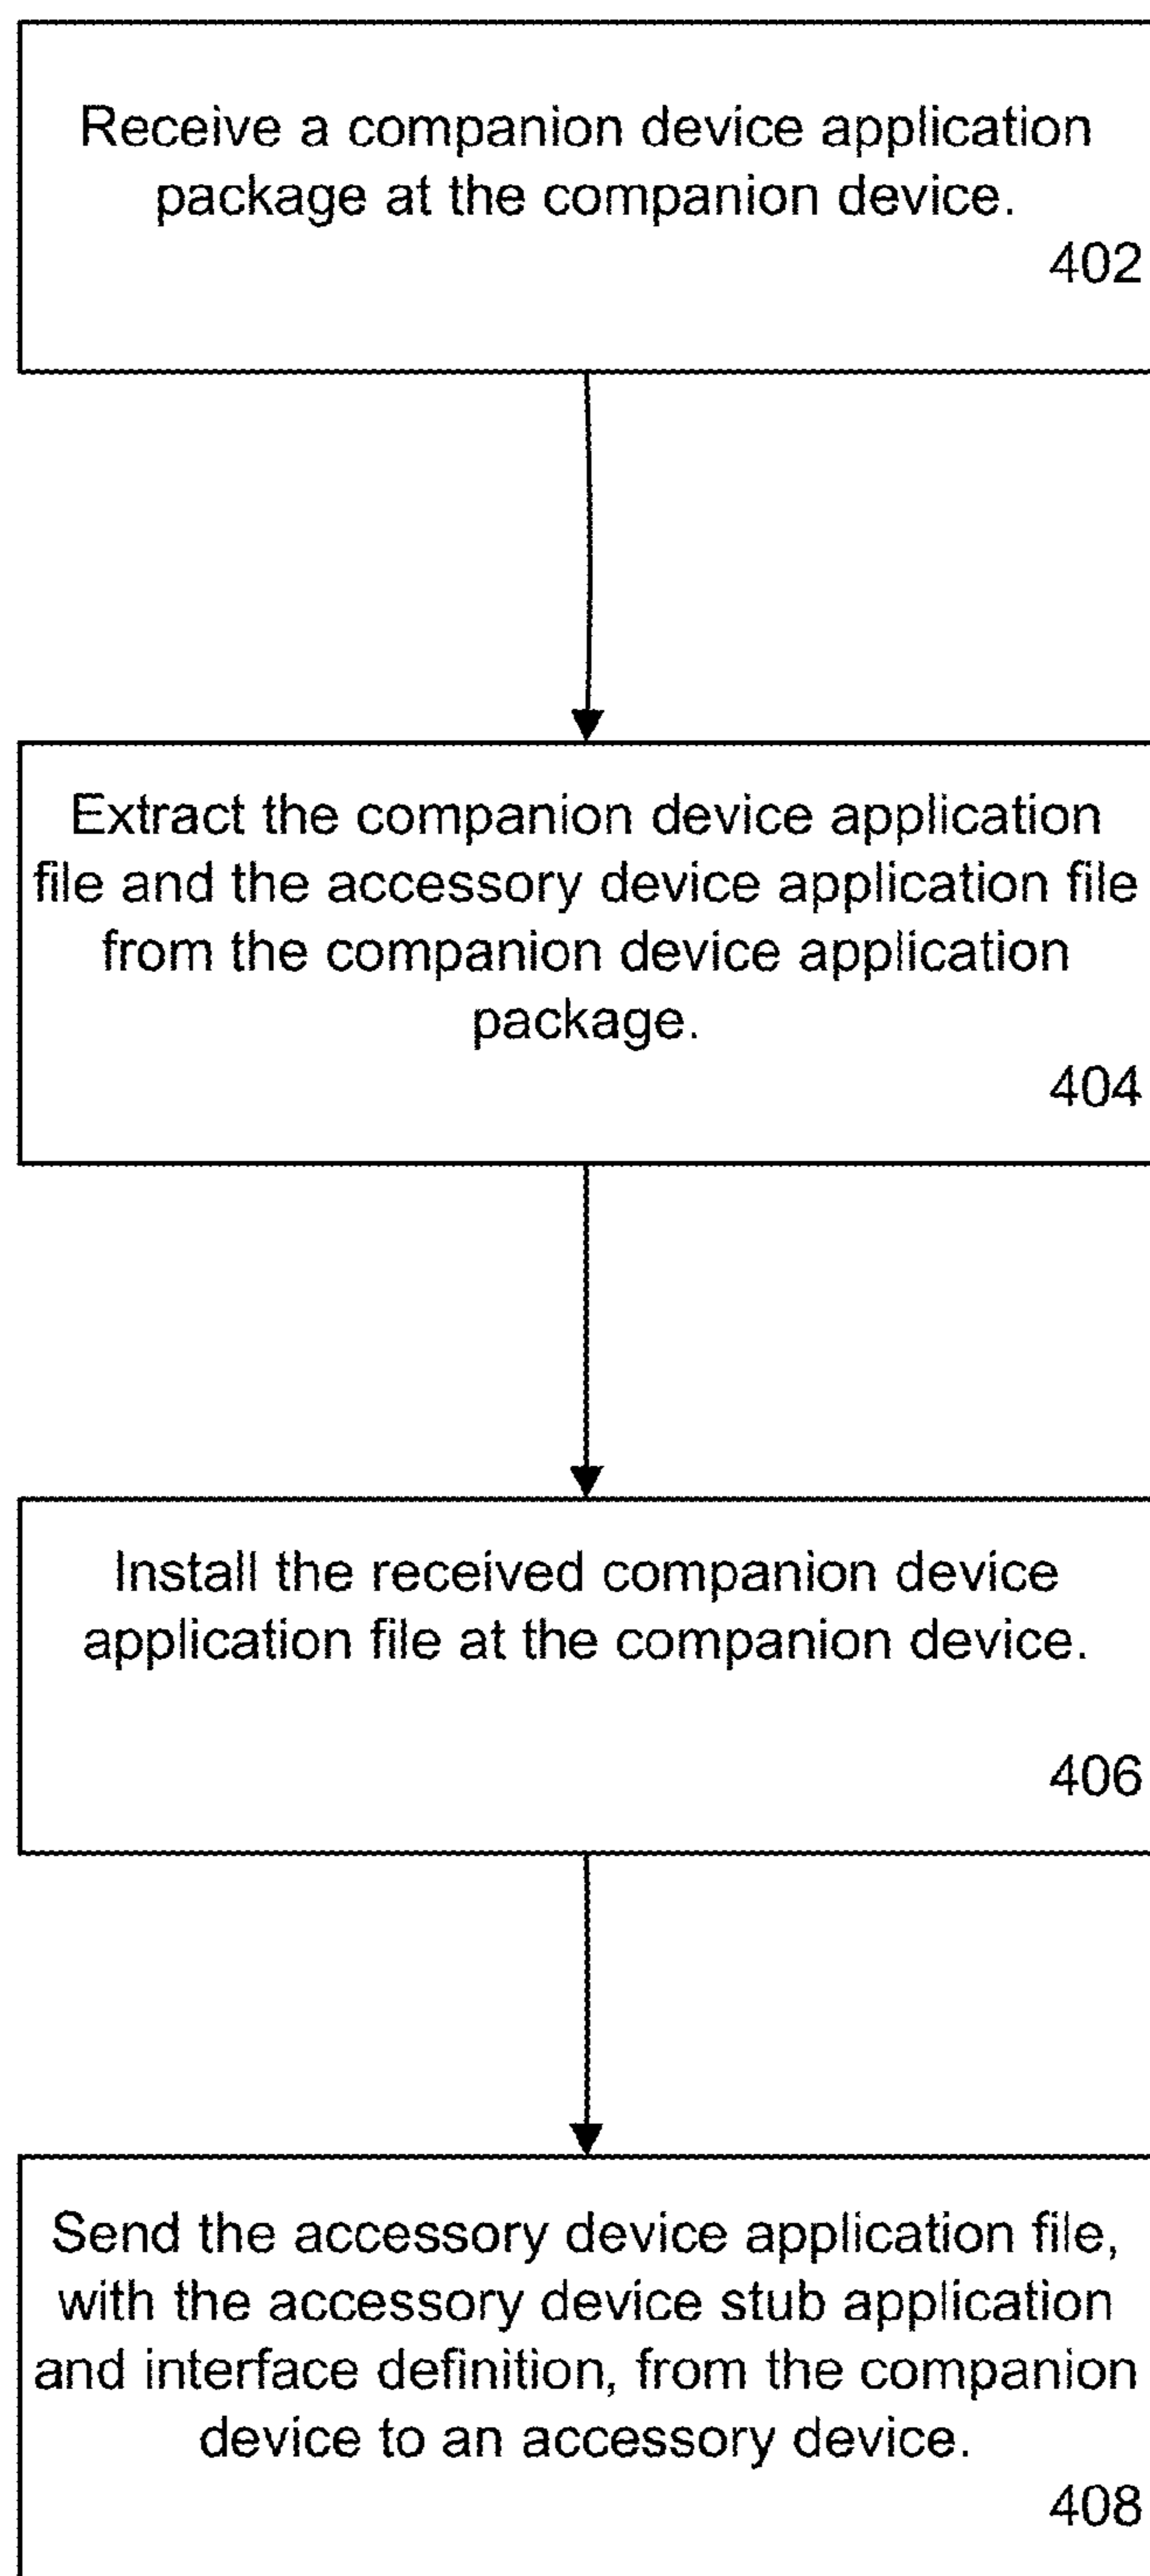 Receive a companion device application
package at the companion device.
402
Extract the companion device application
file and the accessory device application file
from the companion device application
package.
404
Install the received companion device
application file at the companion device.
406
Send the accessory device application file,
with the accessory device stub application
and interface definition, from the companion
device to an accessory device.
408